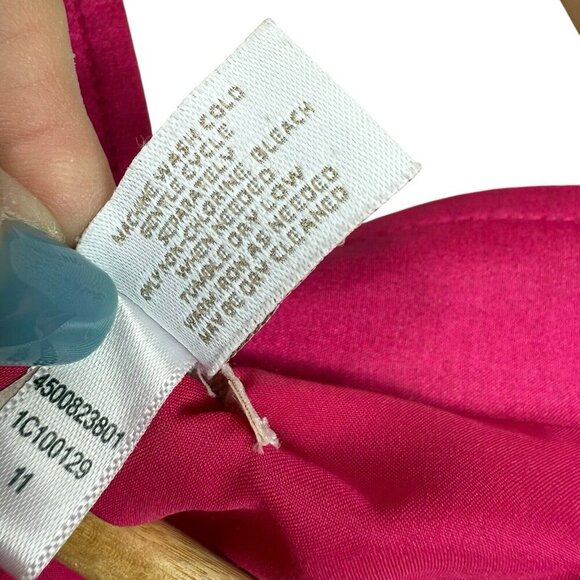 MACHINE WASH COLD
GENTLE CYCLE
SEPARATELY
ONLY NON-CHLORINE BLEACH
WHEN NEEDED
TUMBLE DRY LOW
WARM IRON AS NEEDED
MAY BE DRY CLEANED
4500823801
1C100129
11